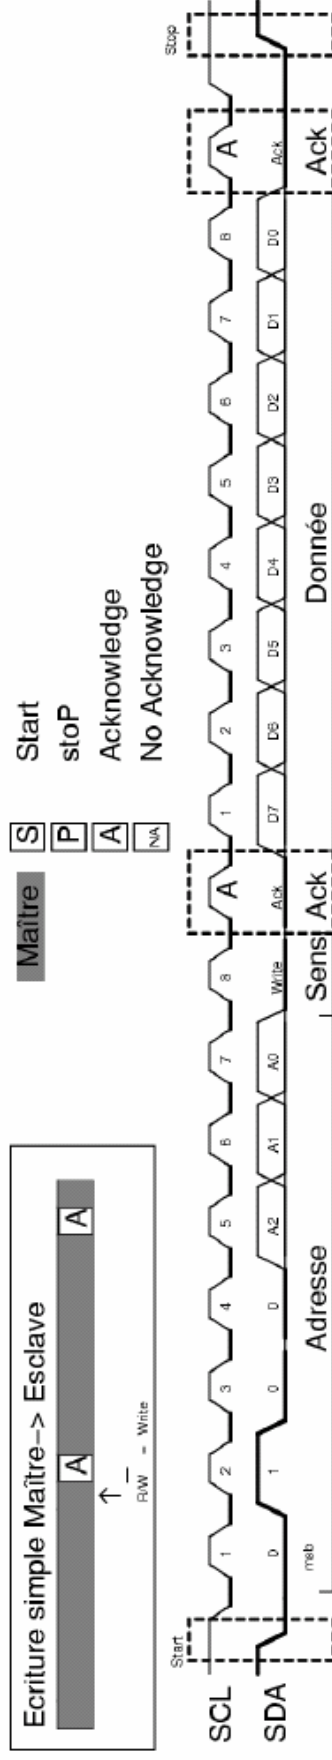 Ecriture simple Maître–> Esclave
A A
R/W = Write
Maître
S Start
P stoP
A Acknowledge
NA No Acknowledge
Start Stop
SCL 1 2 3 4 5 6 7 8 A 1 2 3 4 5 6 7 8 A
SDA 0 1 0 0 A2 A1 A0 Write Ack D7 D6 D5 D4 D3 D2 D1 D0 Ack
msb
Adresse Sens Ack Donnée Ack